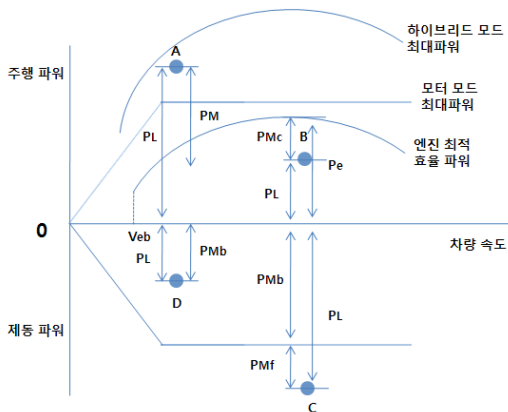 하이브리드 모드
최대파워
A
주행 파워
모터 모드
최대파워
PM
PL
PMc
B
엔진 최적
효율 파워
Pe
PL
0
Veb
차량 속도
PL
PMb
PMb
D
PL
제동 파워
PMf
C